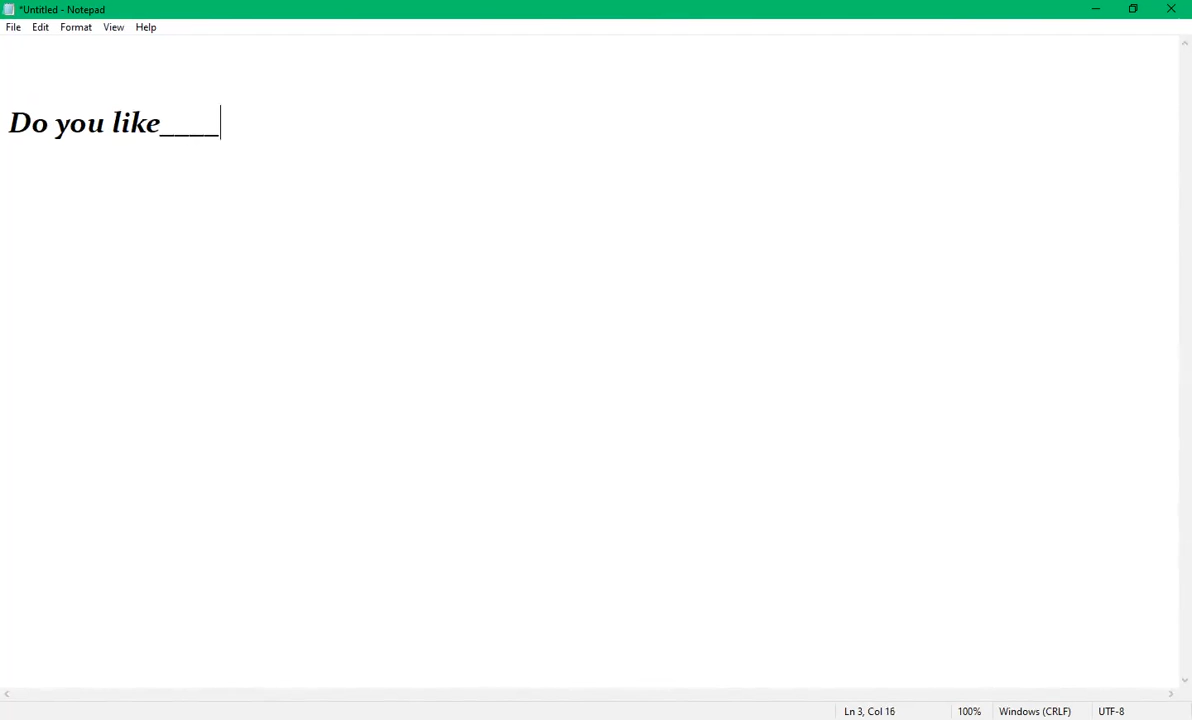 *Untitled - Notepad
File Edit Format View Help
Do you like____
Ln 3, Col 16 100% Windows (CRLF) UTF-8